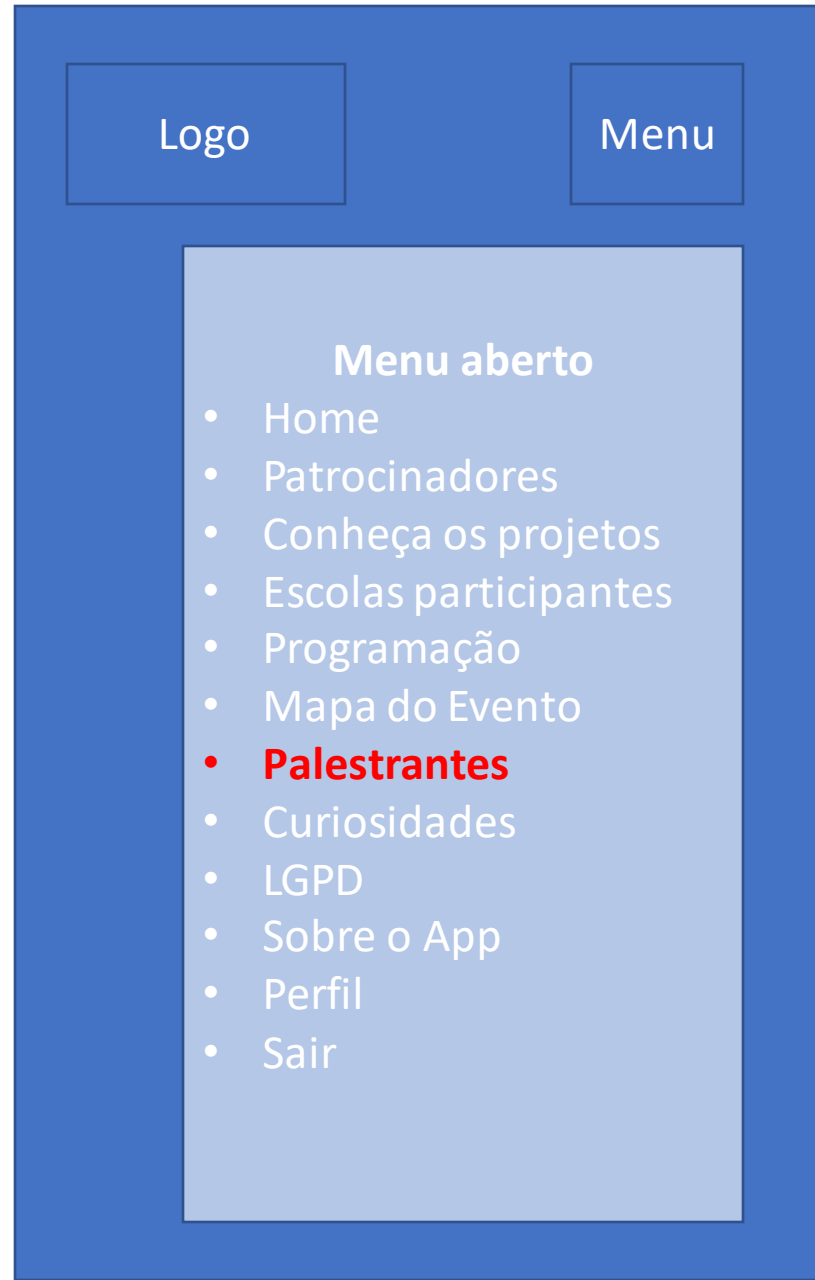 Logo
Menu
Menu aberto
• Home
• Patrocinadores
• Conheça os projetos
• Escolas participantes
• Programação
• Mapa do Evento
• Palestrantes
• Curiosidades
• LGPD
• Sobre o App
• Perfil
• Sair